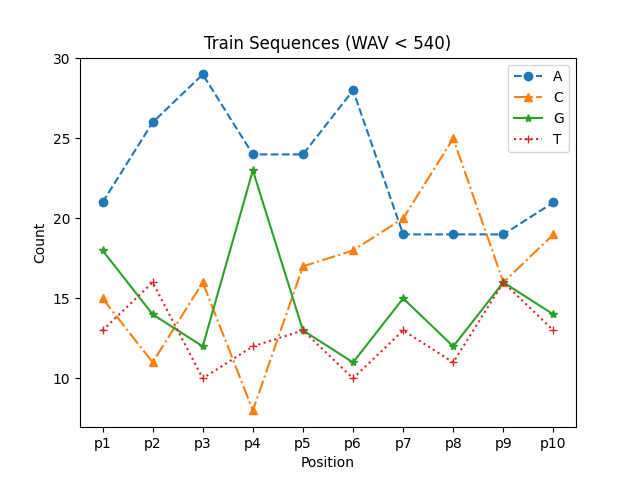 Train Sequences (WAV < 540)
30
25
20
15
10
Count
A
C
G
T
p1 p2 p3 p4 p5 p6 p7 p8 p9 p10
Position